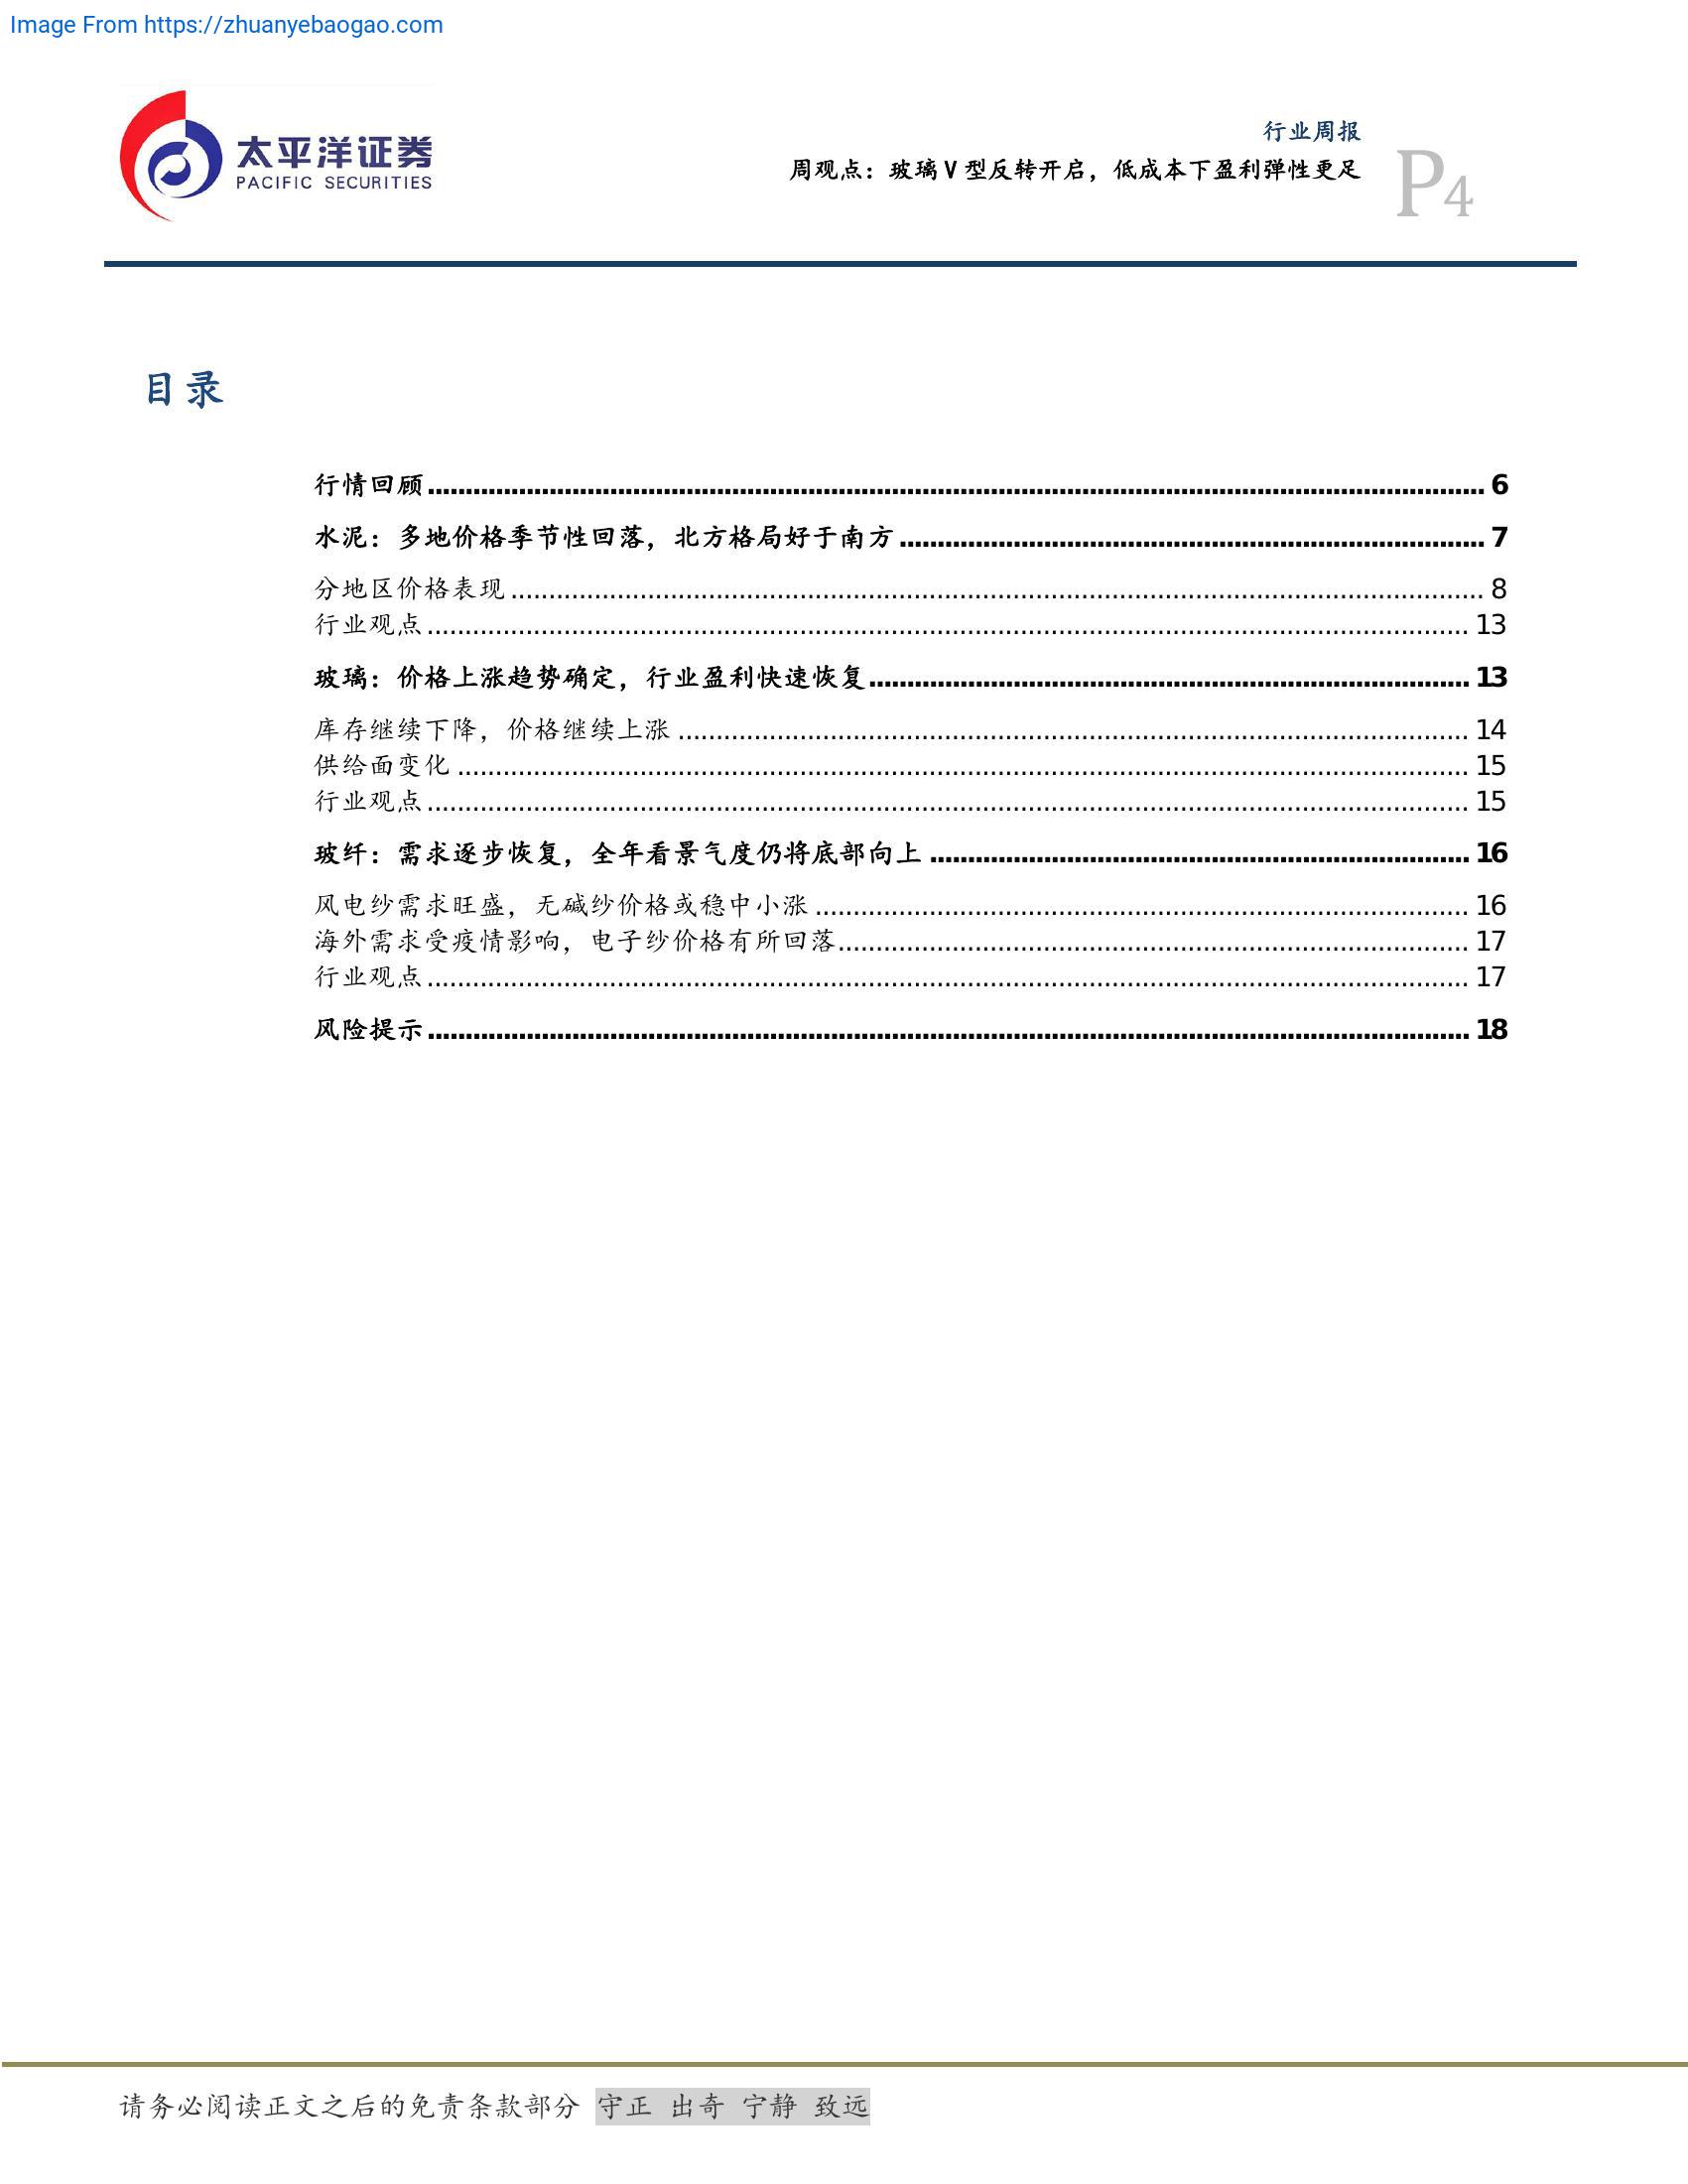 Image From https://zhuanyebaogao.com
太平洋证券
PACIFIC SECURITIES
行业周报
周观点：玻璃 V 型反转开启，低成本下盈利弹性更足
P4
目录
行情回顾 6
水泥：多地价格季节性回落，北方格局好于南方 7
分地区价格表现 8
行业观点 13
玻璃：价格上涨趋势确定，行业盈利快速恢复 13
库存继续下降，价格继续上涨 14
供给面变化 15
行业观点 15
玻纤：需求逐步恢复，全年看景气度仍将底部向上 16
风电纱需求旺盛，无碱纱价格或稳中小涨 16
海外需求受疫情影响，电子纱价格有所回落 17
行业观点 17
风险提示 18
请务必阅读正文之后的免责条款部分 守正 出奇 宁静 致远